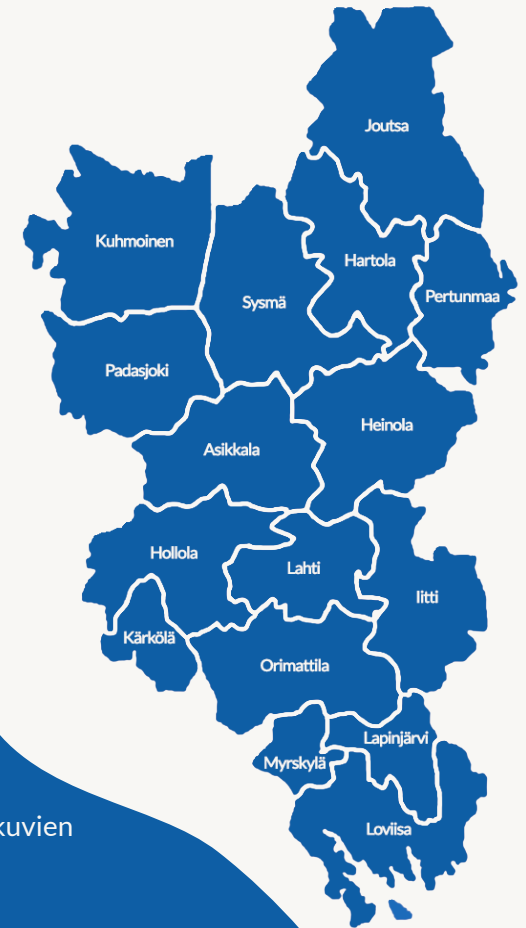 Joutsa
Kuhmoinen
Hartola
Sysmä
Pertunmaa
Padasjoki
Heinola
Asikkala
Hollola
Lahti
Iitti
Kärkölä
Orimattila
Lapinjärvi
Myrskylä
kuvien
Loviisa